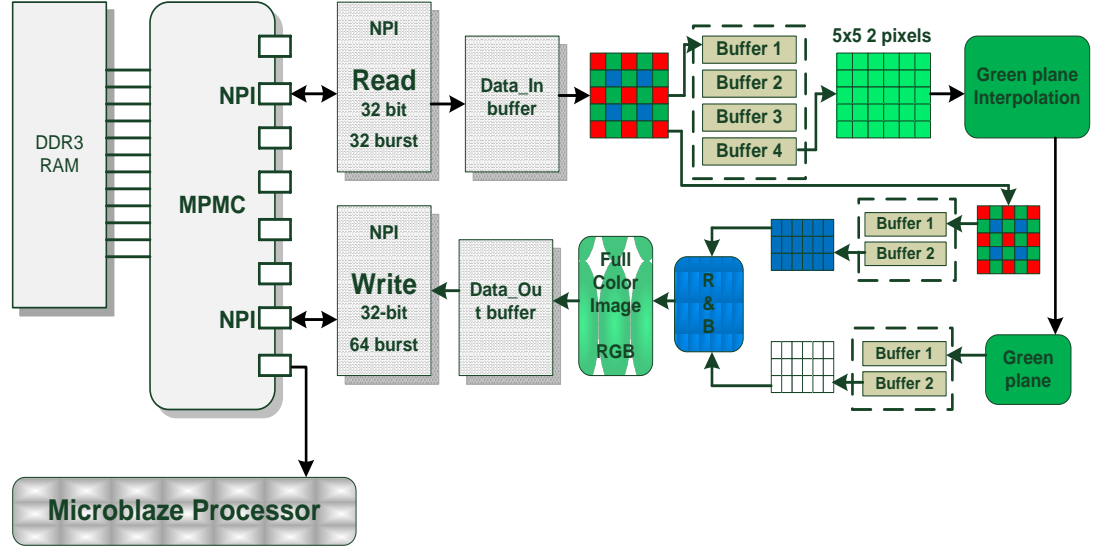 DDR3
RAM
MPMC
NPI
NPI
NPI
Read
32 bit
32 burst
Data_In
buffer
Buffer 1
Buffer 2
Buffer 3
Buffer 4
5x5 2 pixels
Green plane
Interpolation
NPI
Write
32-bit
64 burst
Data_Ou
t buffer
Full
Color
Image
RGB
R
&
B
Buffer 1
Buffer 2
Buffer 1
Buffer 2
Green
plane
Microblaze Processor